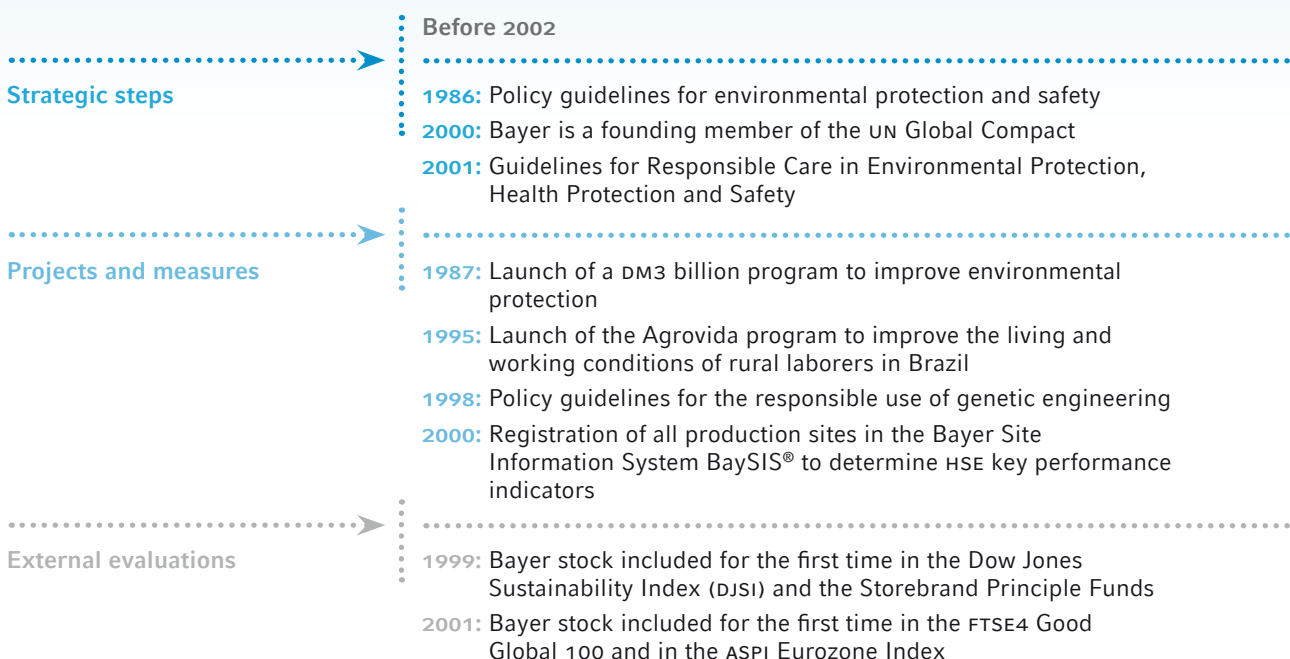 Before 2002
Strategic steps
1986: Policy guidelines for environmental protection and safety
2000: Bayer is a founding member of the UN Global Compact
2001: Guidelines for Responsible Care in Environmental Protection,
Health Protection and Safety
Projects and measures
1987: Launch of a DM3 billion program to improve environmental
protection
1995: Launch of the Agrovida program to improve the living and
working conditions of rural laborers in Brazil
1998: Policy guidelines for the responsible use of genetic engineering
2000: Registration of all production sites in the Bayer Site
Information System BaySIS® to determine HSE key performance
indicators
External evaluations
1999: Bayer stock included for the first time in the Dow Jones
Sustainability Index (DJSI) and the Storebrand Principle Funds
2001: Bayer stock included for the first time in the FTSE4 Good
Global 100 and in the ASPI Eurozone Index